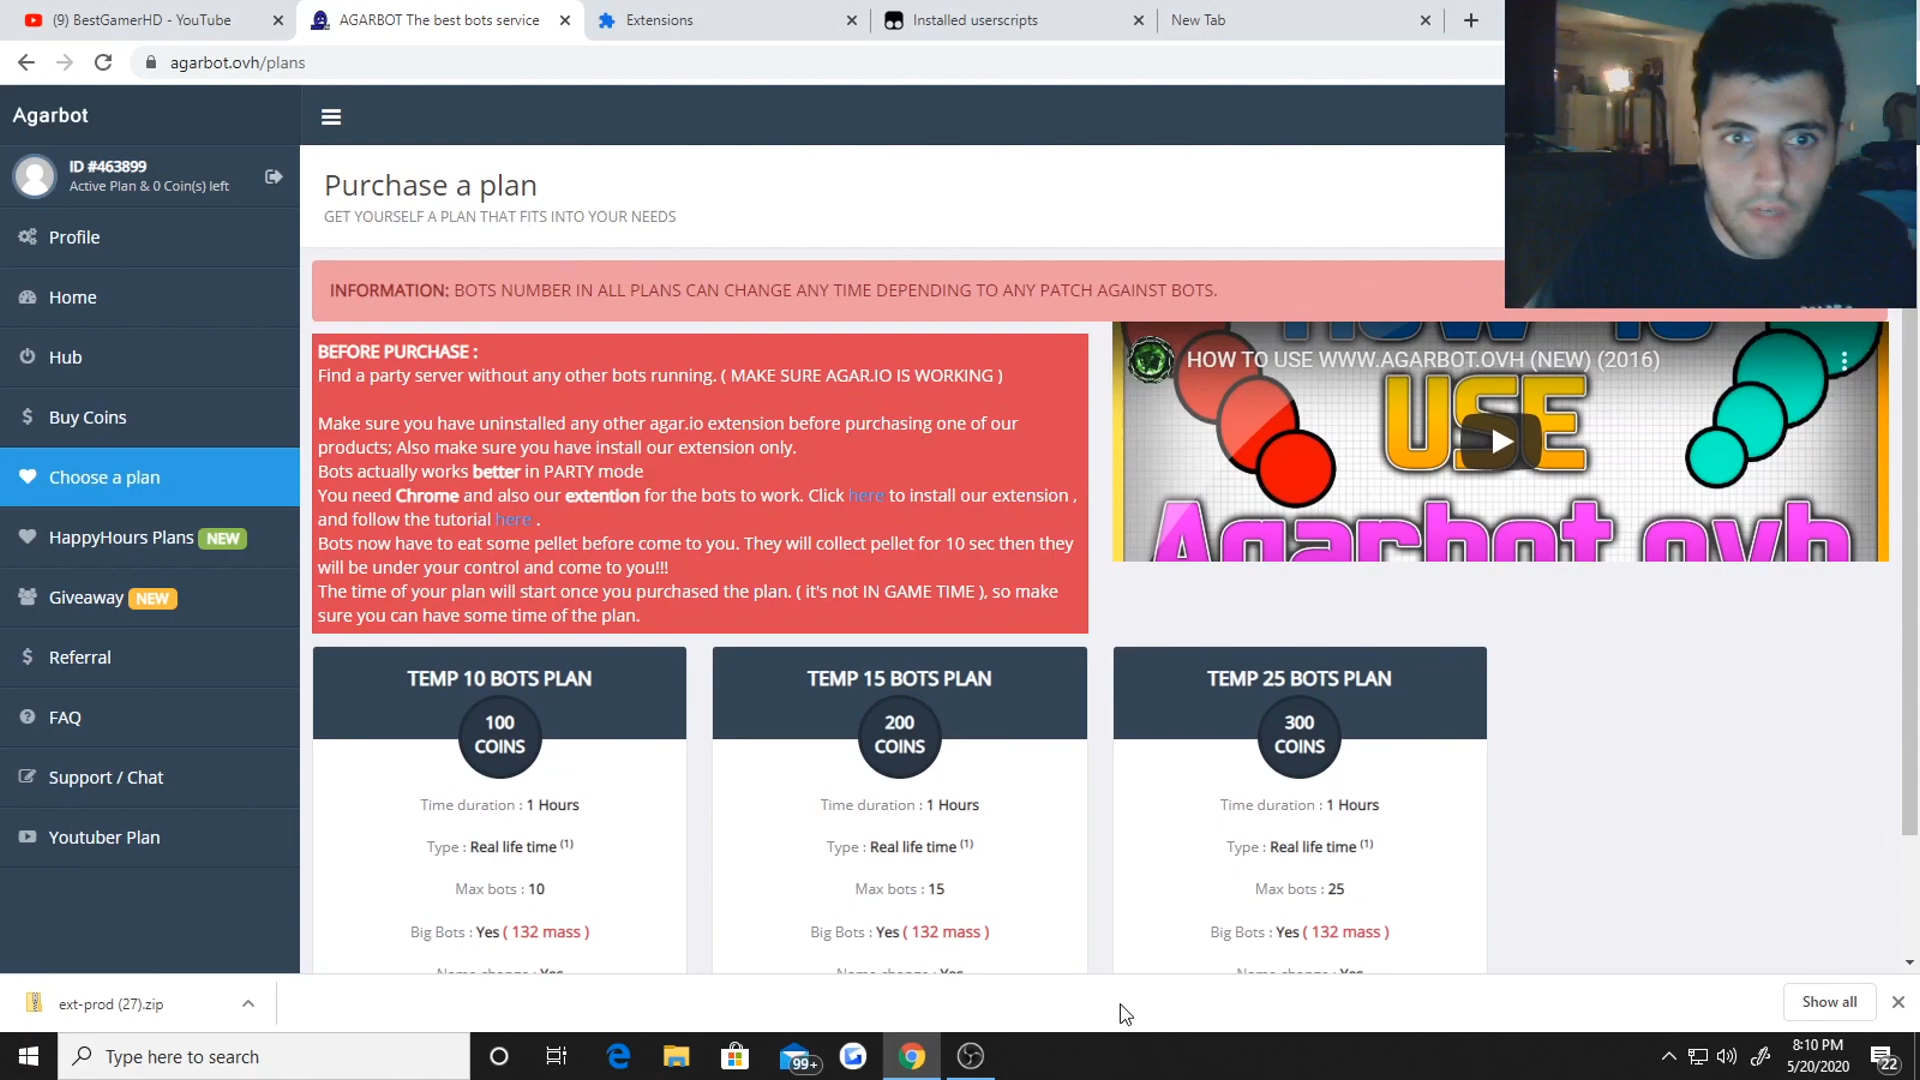 (9) BestGamerHD - YouTube
AGARBOT The best bots service
Extensions
Installed userscripts
New Tab
agarbot.ovh/plans
Agarbot
ID #463899
Active Plan & 0 Coin(s) left
Profile
Home
Hub
Buy Coins
Choose a plan
HappyHours Plans NEW
Giveaway NEW
Referral
FAQ
Support / Chat
Youtuber Plan
Purchase a plan
GET YOURSELF A PLAN THAT FITS INTO YOUR NEEDS
INFORMATION: BOTS NUMBER IN ALL PLANS CAN CHANGE ANY TIME DEPENDING TO ANY PATCH AGAINST BOTS.
BEFORE PURCHASE :
Find a party server without any other bots running. ( MAKE SURE AGAR.IO IS WORKING )
Make sure you have uninstalled any other agar.io extension before purchasing one of our
products; Also make sure you have install our extension only.
Bots actually works better in PARTY mode
You need Chrome and also our extention for the bots to work. Click here to install our extension ,
and follow the tutorial here .
Bots now have to eat some pellet before come to you. They will collect pellet for 10 sec then they
will be under your control and come to you!!!
The time of your plan will start once you purchased the plan. ( it's not IN GAME TIME ), so make
sure you can have some time of the plan.
HOW TO
HOW TO USE WWW.AGARBOT.OVH (NEW) (2016)
USE
Agarbot.ovh
TEMP 10 BOTS PLAN
100
COINS
Time duration : 1 Hours
Type : Real life time (1)
Max bots : 10
Big Bots : Yes ( 132 mass )
Name change : Yes
TEMP 15 BOTS PLAN
200
COINS
Time duration : 1 Hours
Type : Real life time (1)
Max bots : 15
Big Bots : Yes ( 132 mass )
Name change : Yes
TEMP 25 BOTS PLAN
300
COINS
Time duration : 1 Hours
Type : Real life time (1)
Max bots : 25
Big Bots : Yes ( 132 mass )
Name change : Yes
ext-prod (27).zip
Show all
Type here to search
99+
8:10 PM
5/20/2020
22